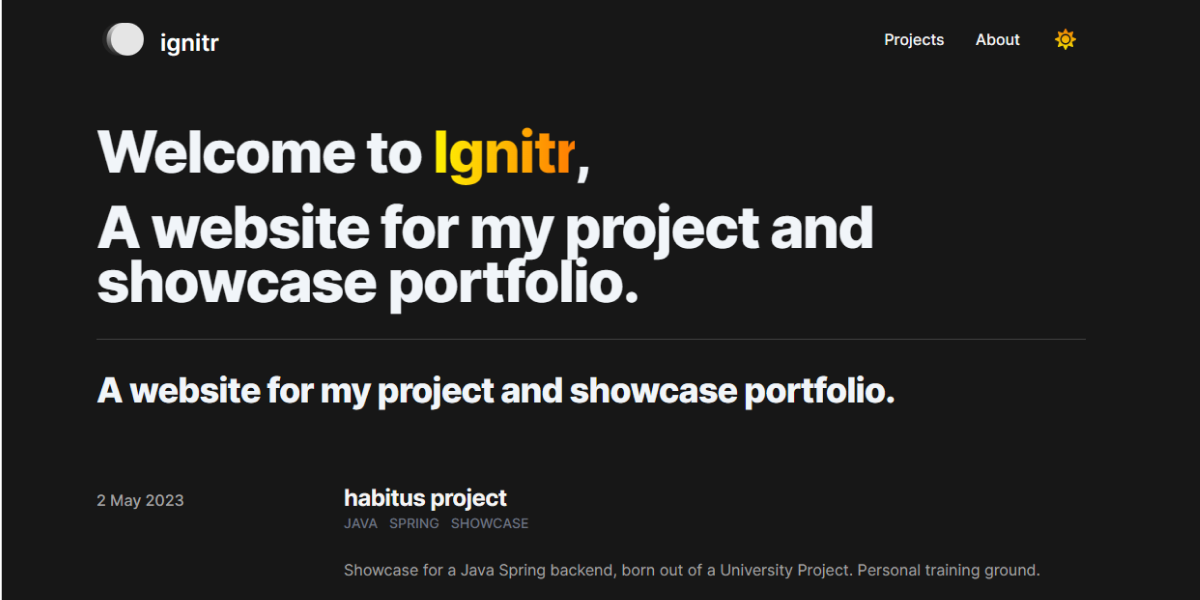 ignitr
Projects
About
Welcome to Ignitr,
A website for my project and
showcase portfolio.
A website for my project and showcase portfolio.
2 May 2023
habitus project
JAVA SPRING SHOWCASE
Showcase for a Java Spring backend, born out of a University Project. Personal training ground.